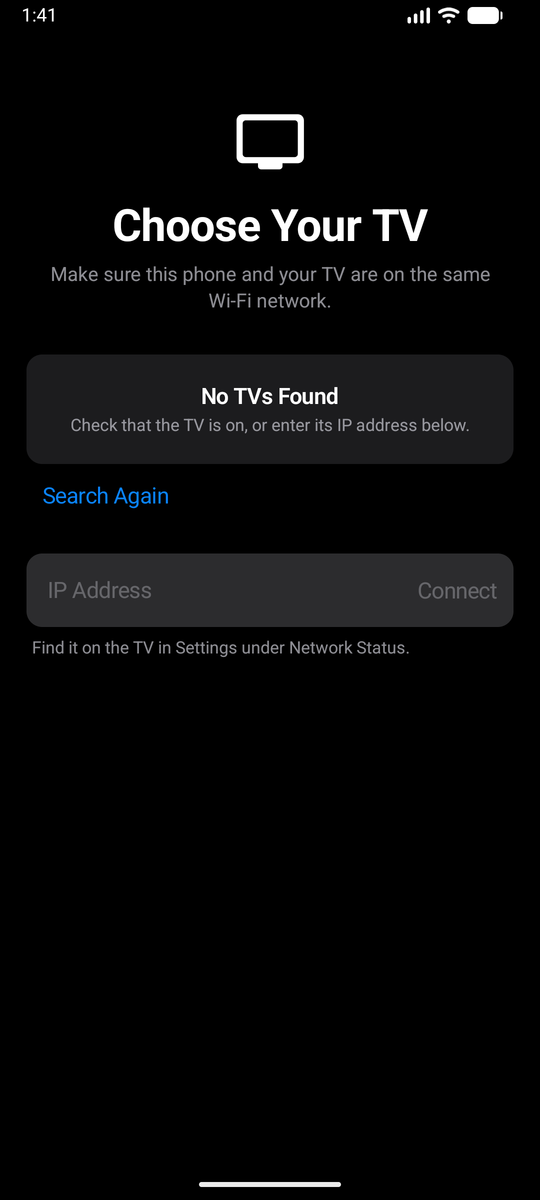 1:41
Choose Your TV
Make sure this phone and your TV are on the same
Wi-Fi network.
No TVs Found
Check that the TV is on, or enter its IP address below.
Search Again
IP Address
Connect
Find it on the TV in Settings under Network Status.